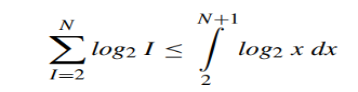 ∑_{I=2}^{N} log₂ I ≤ ∫_{2}^{N+1} log₂ x dx